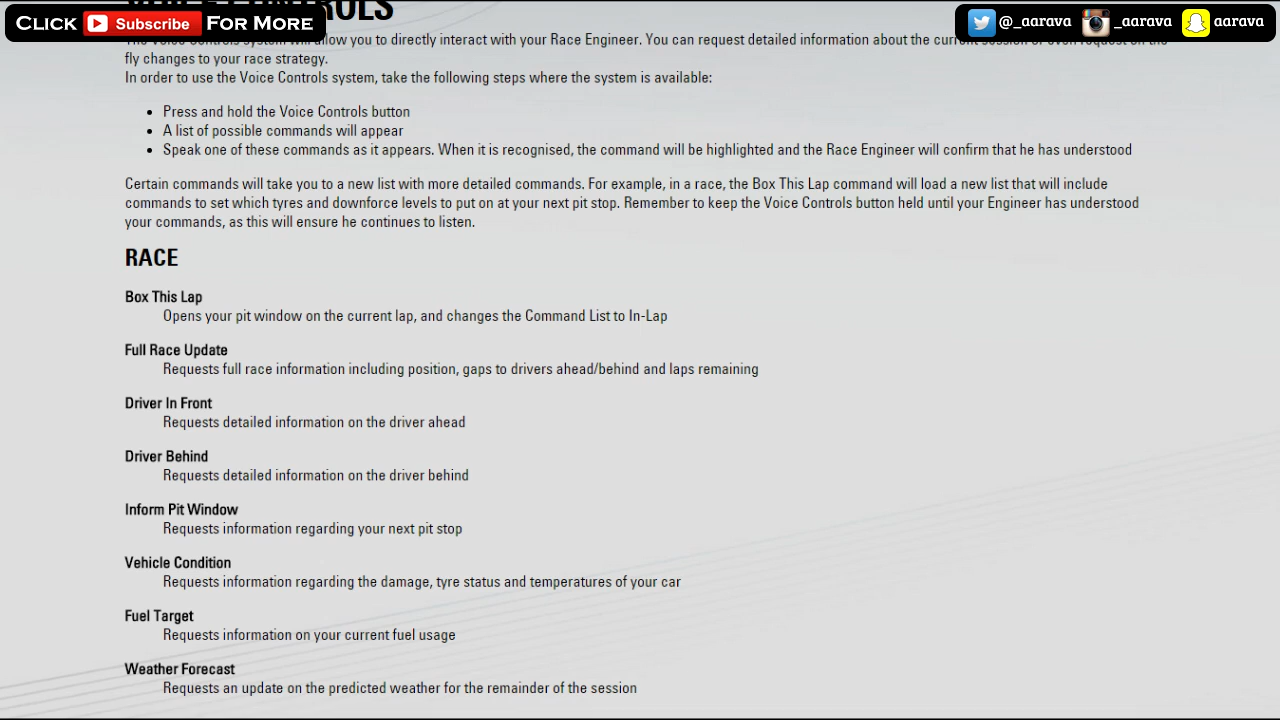 CLICK Subscribe FOR MORE
@_aarava _aarava aarava
CONTROLS
The Voice Controls system will allow you to directly interact with your Race Engineer. You can request detailed information about the current session or even request on the
fly changes to your race strategy.
In order to use the Voice Controls system, take the following steps where the system is available:
• Press and hold the Voice Controls button
• A list of possible commands will appear
• Speak one of these commands as it appears. When it is recognised, the command will be highlighted and the Race Engineer will confirm that he has understood
Certain commands will take you to a new list with more detailed commands. For example, in a race, the Box This Lap command will load a new list that will include
commands to set which tyres and downforce levels to put on at your next pit stop. Remember to keep the Voice Controls button held until your Engineer has understood
your commands, as this will ensure he continues to listen.
RACE
Box This Lap
Opens your pit window on the current lap, and changes the Command List to In-Lap
Full Race Update
Requests full race information including position, gaps to drivers ahead/behind and laps remaining
Driver In Front
Requests detailed information on the driver ahead
Driver Behind
Requests detailed information on the driver behind
Inform Pit Window
Requests information regarding your next pit stop
Vehicle Condition
Requests information regarding the damage, tyre status and temperatures of your car
Fuel Target
Requests information on your current fuel usage
Weather Forecast
Requests an update on the predicted weather for the remainder of the session